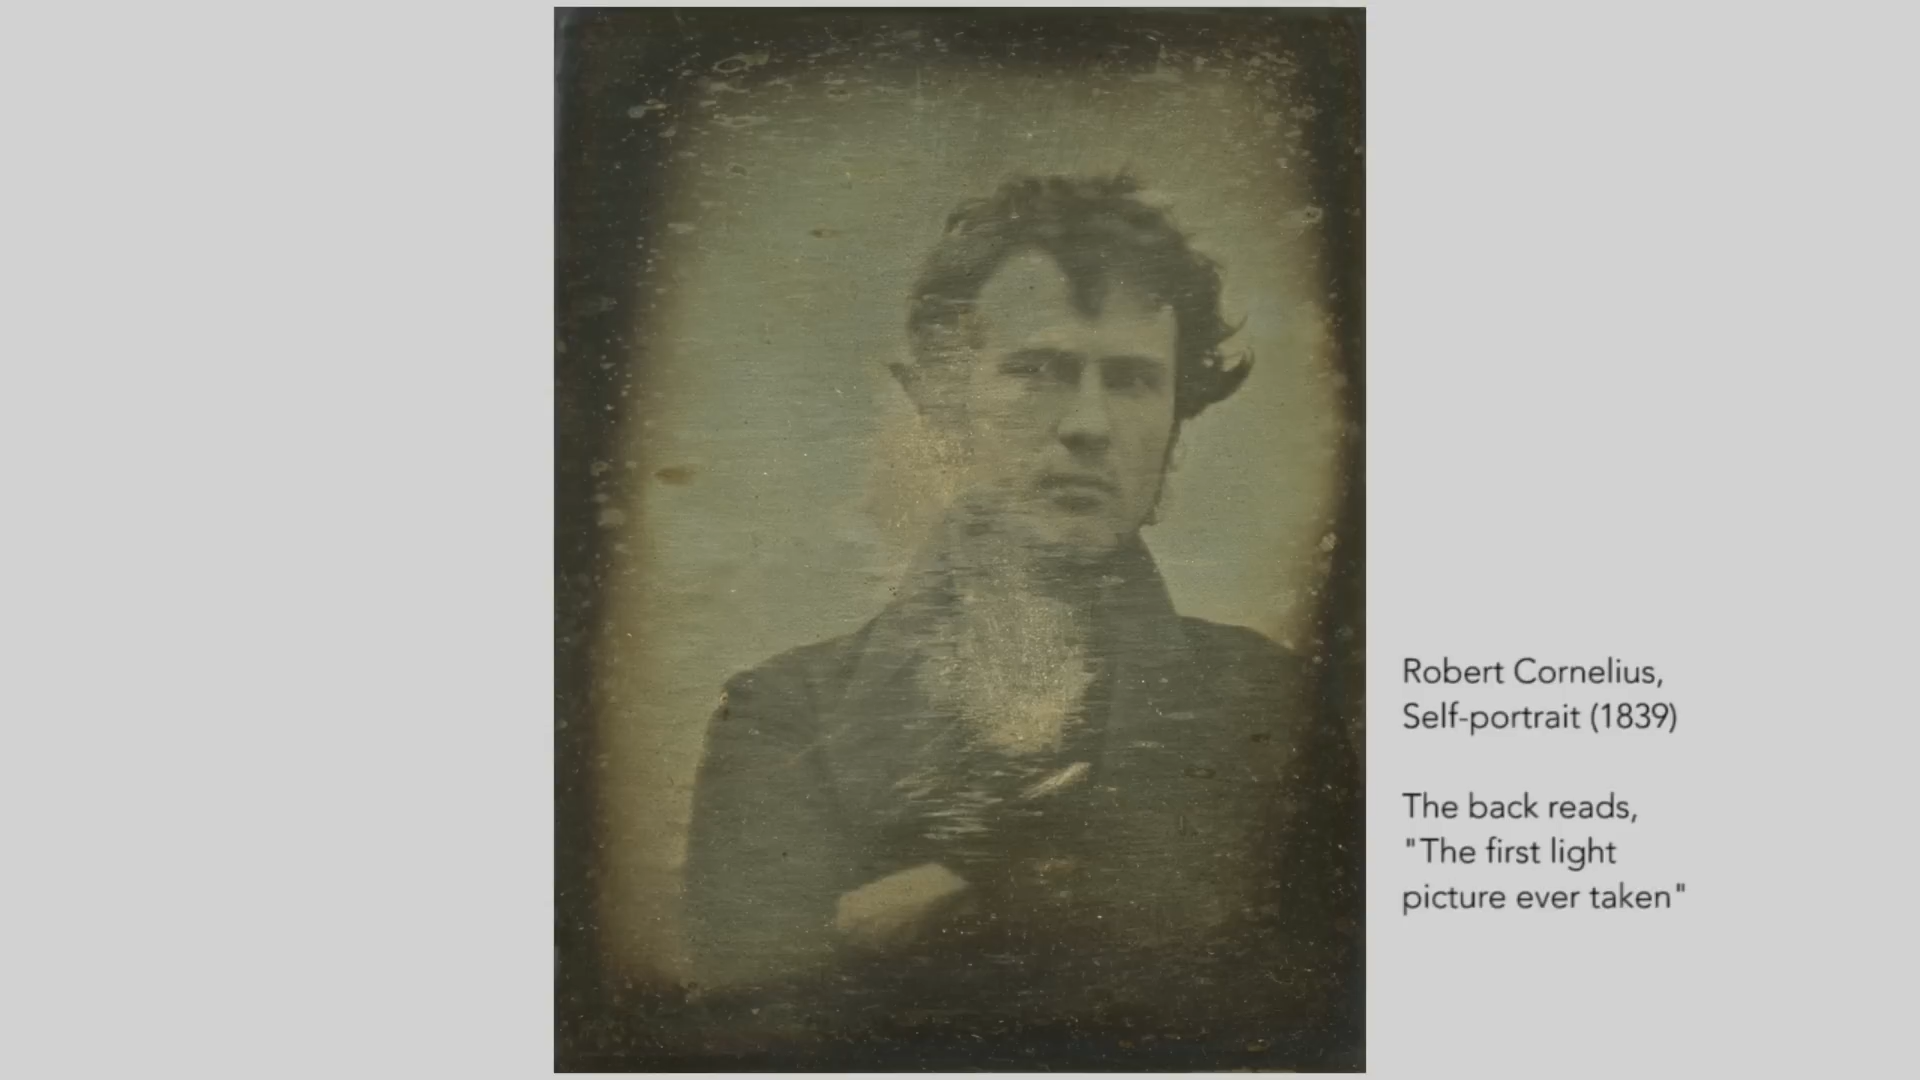 Robert Cornelius,
Self-portrait (1839)
The back reads,
"The first light
picture ever taken"